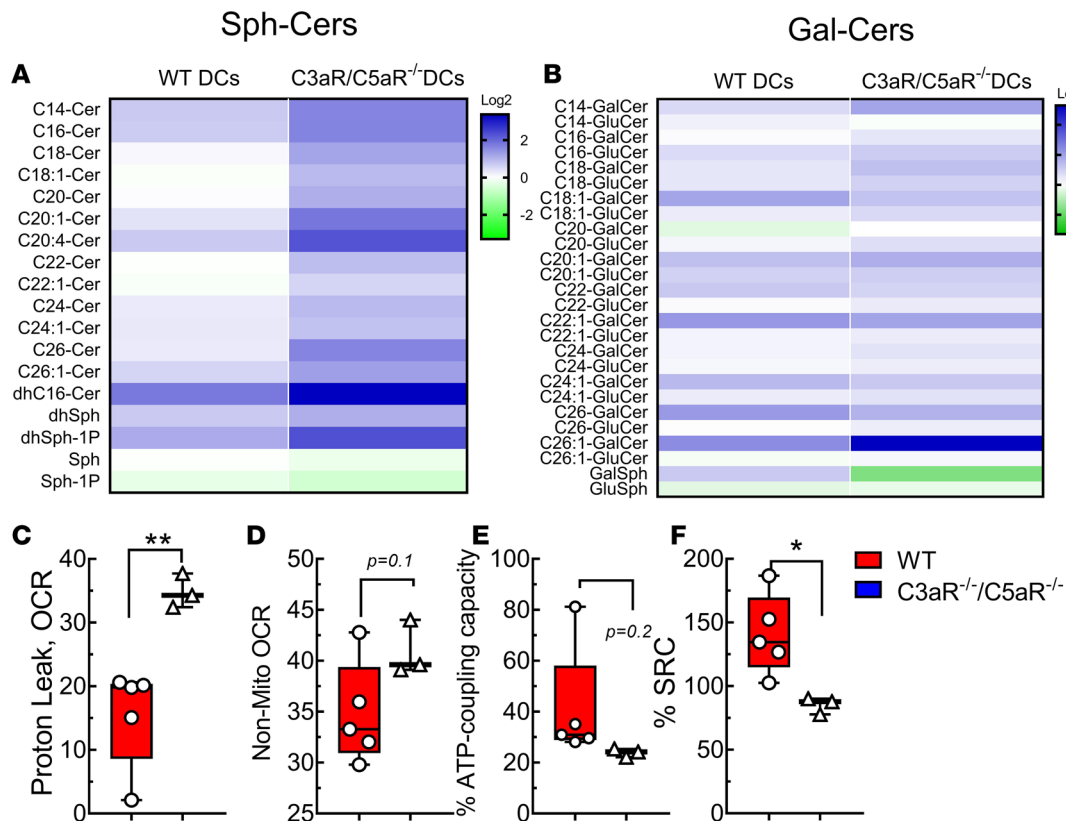 Sph-Cers
Gal-Cers
A
WT DCs
C3aR/C5aR-/-DCs
Log2
2
0
-2
C14-Cer
C16-Cer
C18-Cer
C18:1-Cer
C20-Cer
C20:1-Cer
C20:4-Cer
C22-Cer
C22:1-Cer
C24-Cer
C24:1-Cer
C26-Cer
C26:1-Cer
dhC16-Cer
dhSph
dhSph-1P
Sph
Sph-1P
B
WT DCs
C3aR/C5aR-/-DCs
Lo
C14-GalCer
C14-GluCer
C16-GalCer
C16-GluCer
C18-GalCer
C18-GluCer
C18:1-GalCer
C18:1-GluCer
C20-GalCer
C20-GluCer
C20:1-GalCer
C20:1-GluCer
C22-GalCer
C22-GluCer
C22:1-GalCer
C22:1-GluCer
C24-GalCer
C24-GluCer
C24:1-GalCer
C24:1-GluCer
C26-GalCer
C26-GluCer
C26:1-GalCer
C26:1-GluCer
GalSph
GluSph
C
Proton Leak, OCR
40
30
20
10
0
**
D
Non-Mito OCR
50
45
40
35
30
25
p=0.1
E
% ATP-coupling capacity
100
80
60
40
20
0
p=0.2
F
% SRC
200
150
100
50
0
*
WT
C3aR-/-/C5aR-/-